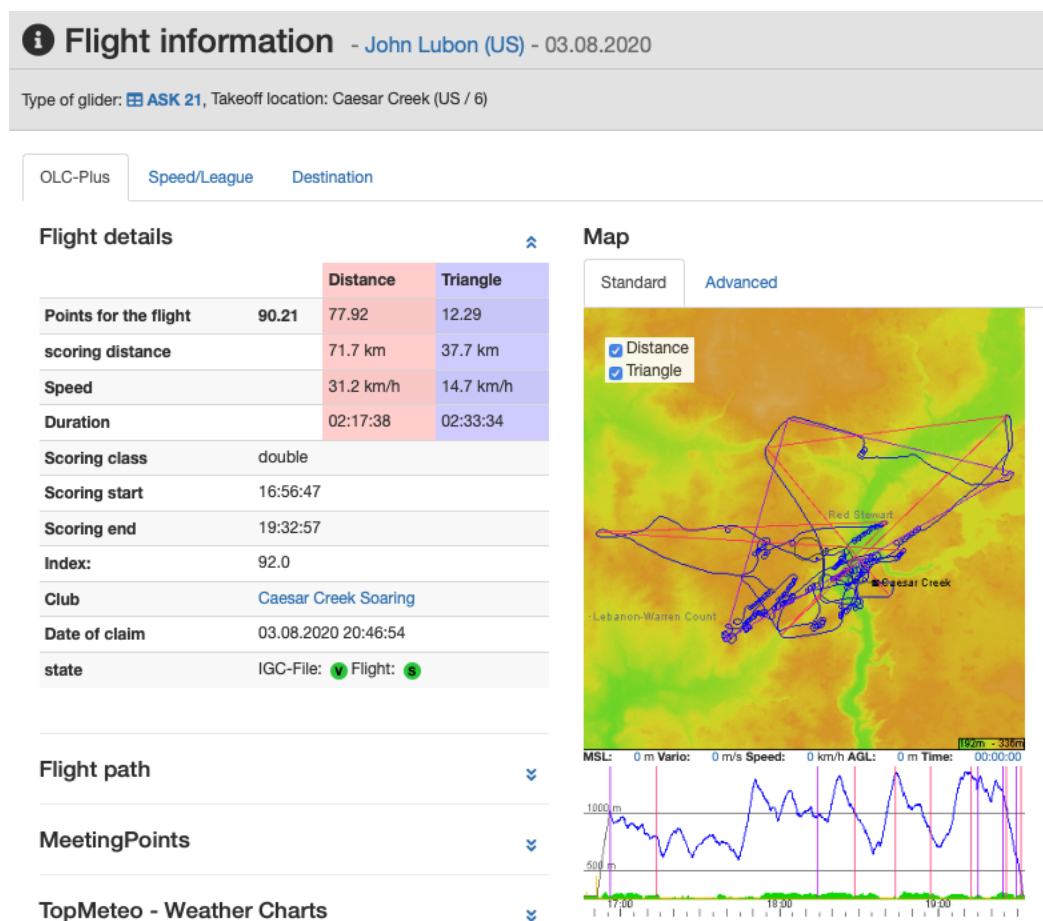 Flight information - John Lubon (US) - 03.08.2020
Type of glider: ASK 21, Takeoff location: Caesar Creek (US / 6)
OLC-Plus Speed/League Destination
Flight details
Distance Triangle
Points for the flight 90.21 77.92 12.29
scoring distance 71.7 km 37.7 km
Speed 31.2 km/h 14.7 km/h
Duration 02:17:38 02:33:34
Scoring class double
Scoring start 16:56:47
Scoring end 19:32:57
Index: 92.0
Club Caesar Creek Soaring
Date of claim 03.08.2020 20:46:54
state IGC-File: V Flight: S
Flight path
MeetingPoints
TopMeteo - Weather Charts
Map
Standard Advanced
Distance
Triangle
Red Stewart
Caesar Creek
Lebanon-Warren Count
192m - 336m
MSL: 0 m Vario: 0 m/s Speed: 0 km/h AGL: 0 m Time: 00:00:00
1000 m
500 m
17:00 18:00 19:00